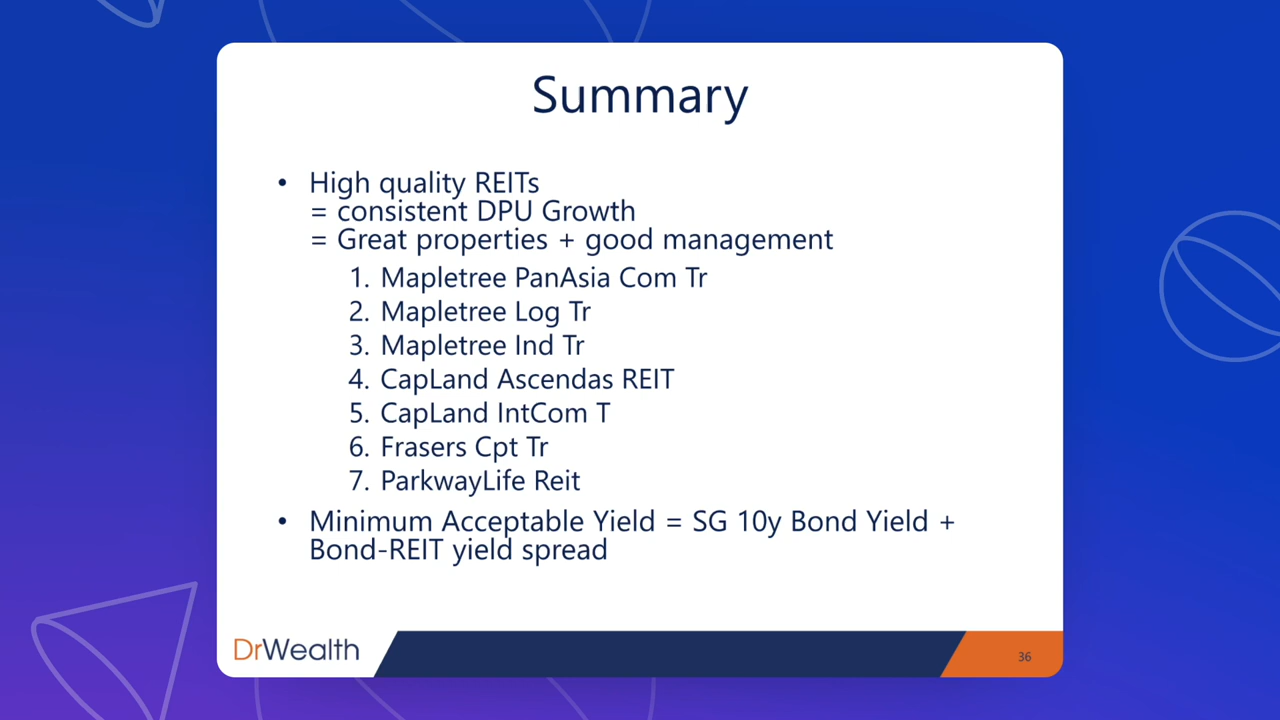 Summary
• High quality REITs
= consistent DPU Growth
= Great properties + good management
1. Mapletree PanAsia Com Tr
2. Mapletree Log Tr
3. Mapletree Ind Tr
4. CapLand Ascendas REIT
5. CapLand IntCom T
6. Frasers Cpt Tr
7. ParkwayLife Reit
• Minimum Acceptable Yield = SG 10y Bond Yield +
Bond-REIT yield spread
DrWealth
36